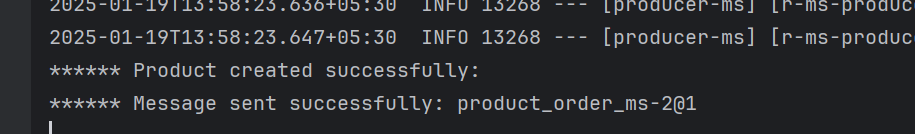 2025-01-19T13:58:23.636+05:30  INFO 13268 --- [producer-ms] [r-ms-produc
2025-01-19T13:58:23.647+05:30  INFO 13268 --- [producer-ms] [r-ms-produc
****** Product created successfully:
****** Message sent successfully: product_order_ms-2@1